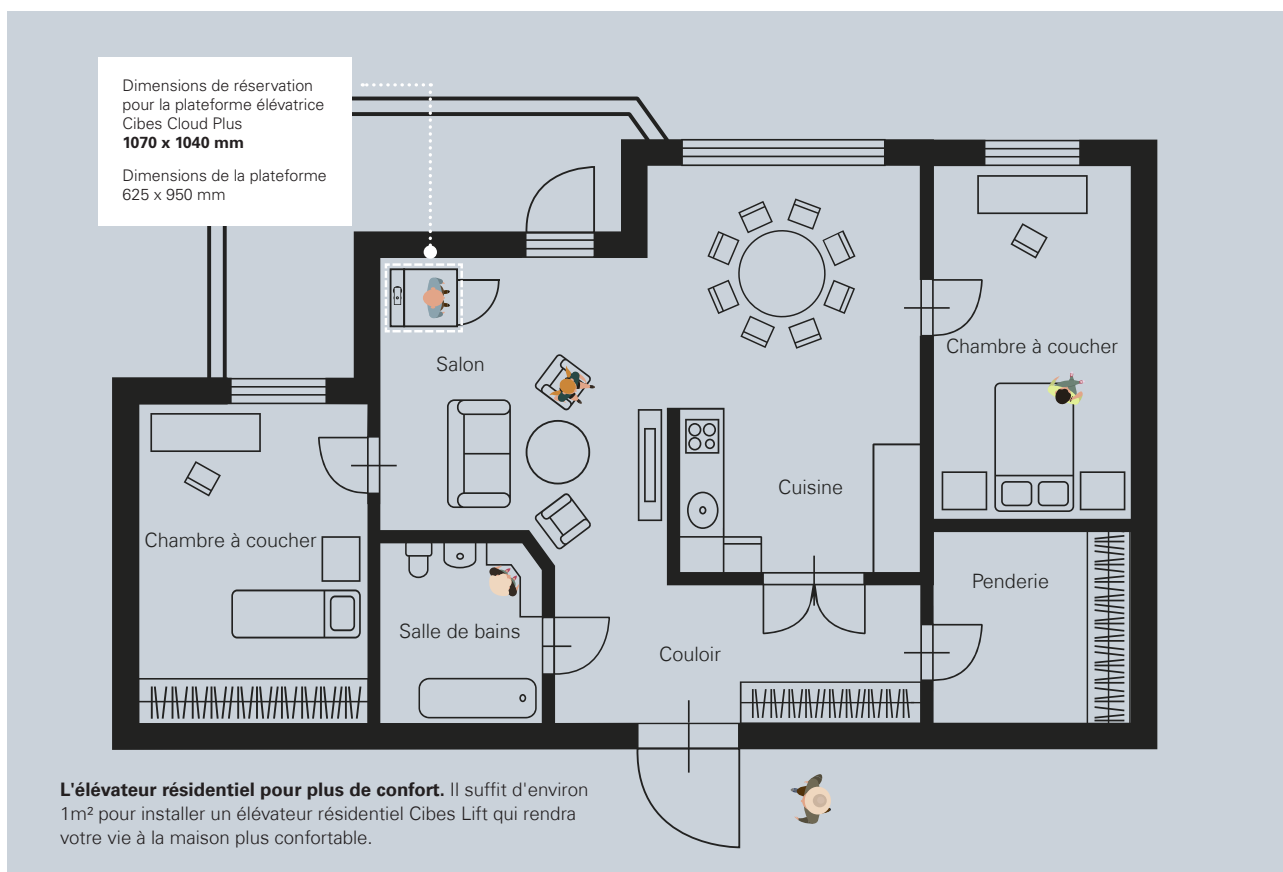 Dimensions de réservation
pour la plateforme élévatrice
Cibes Cloud Plus
1070 x 1040 mm
Dimensions de la plateforme
625 x 950 mm
Salon
Chambre à coucher
Cuisine
Chambre à coucher
Penderie
Salle de bains
Couloir
L'élévateur résidentiel pour plus de confort. Il suffit d'environ
1m² pour installer un élévateur résidentiel Cibes Lift qui rendra
votre vie à la maison plus confortable.